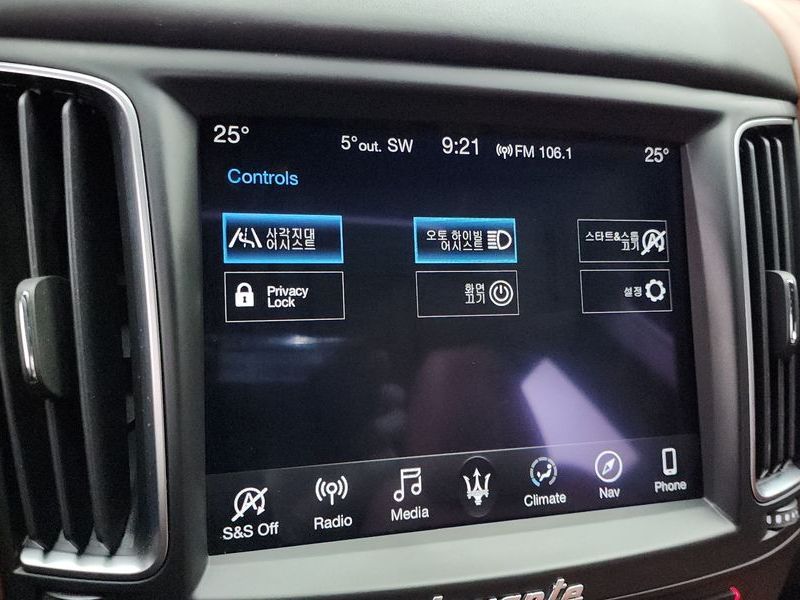 25°
5°out. SW
9:21
FM 106.1
25°
Controls
사각지대
어시스트
오토 하이빔
어시스트
스타트&스톱
끄기
Privacy
Lock
화면
끄기
설정
S&S Off
Radio
Media
Climate
Nav
Phone